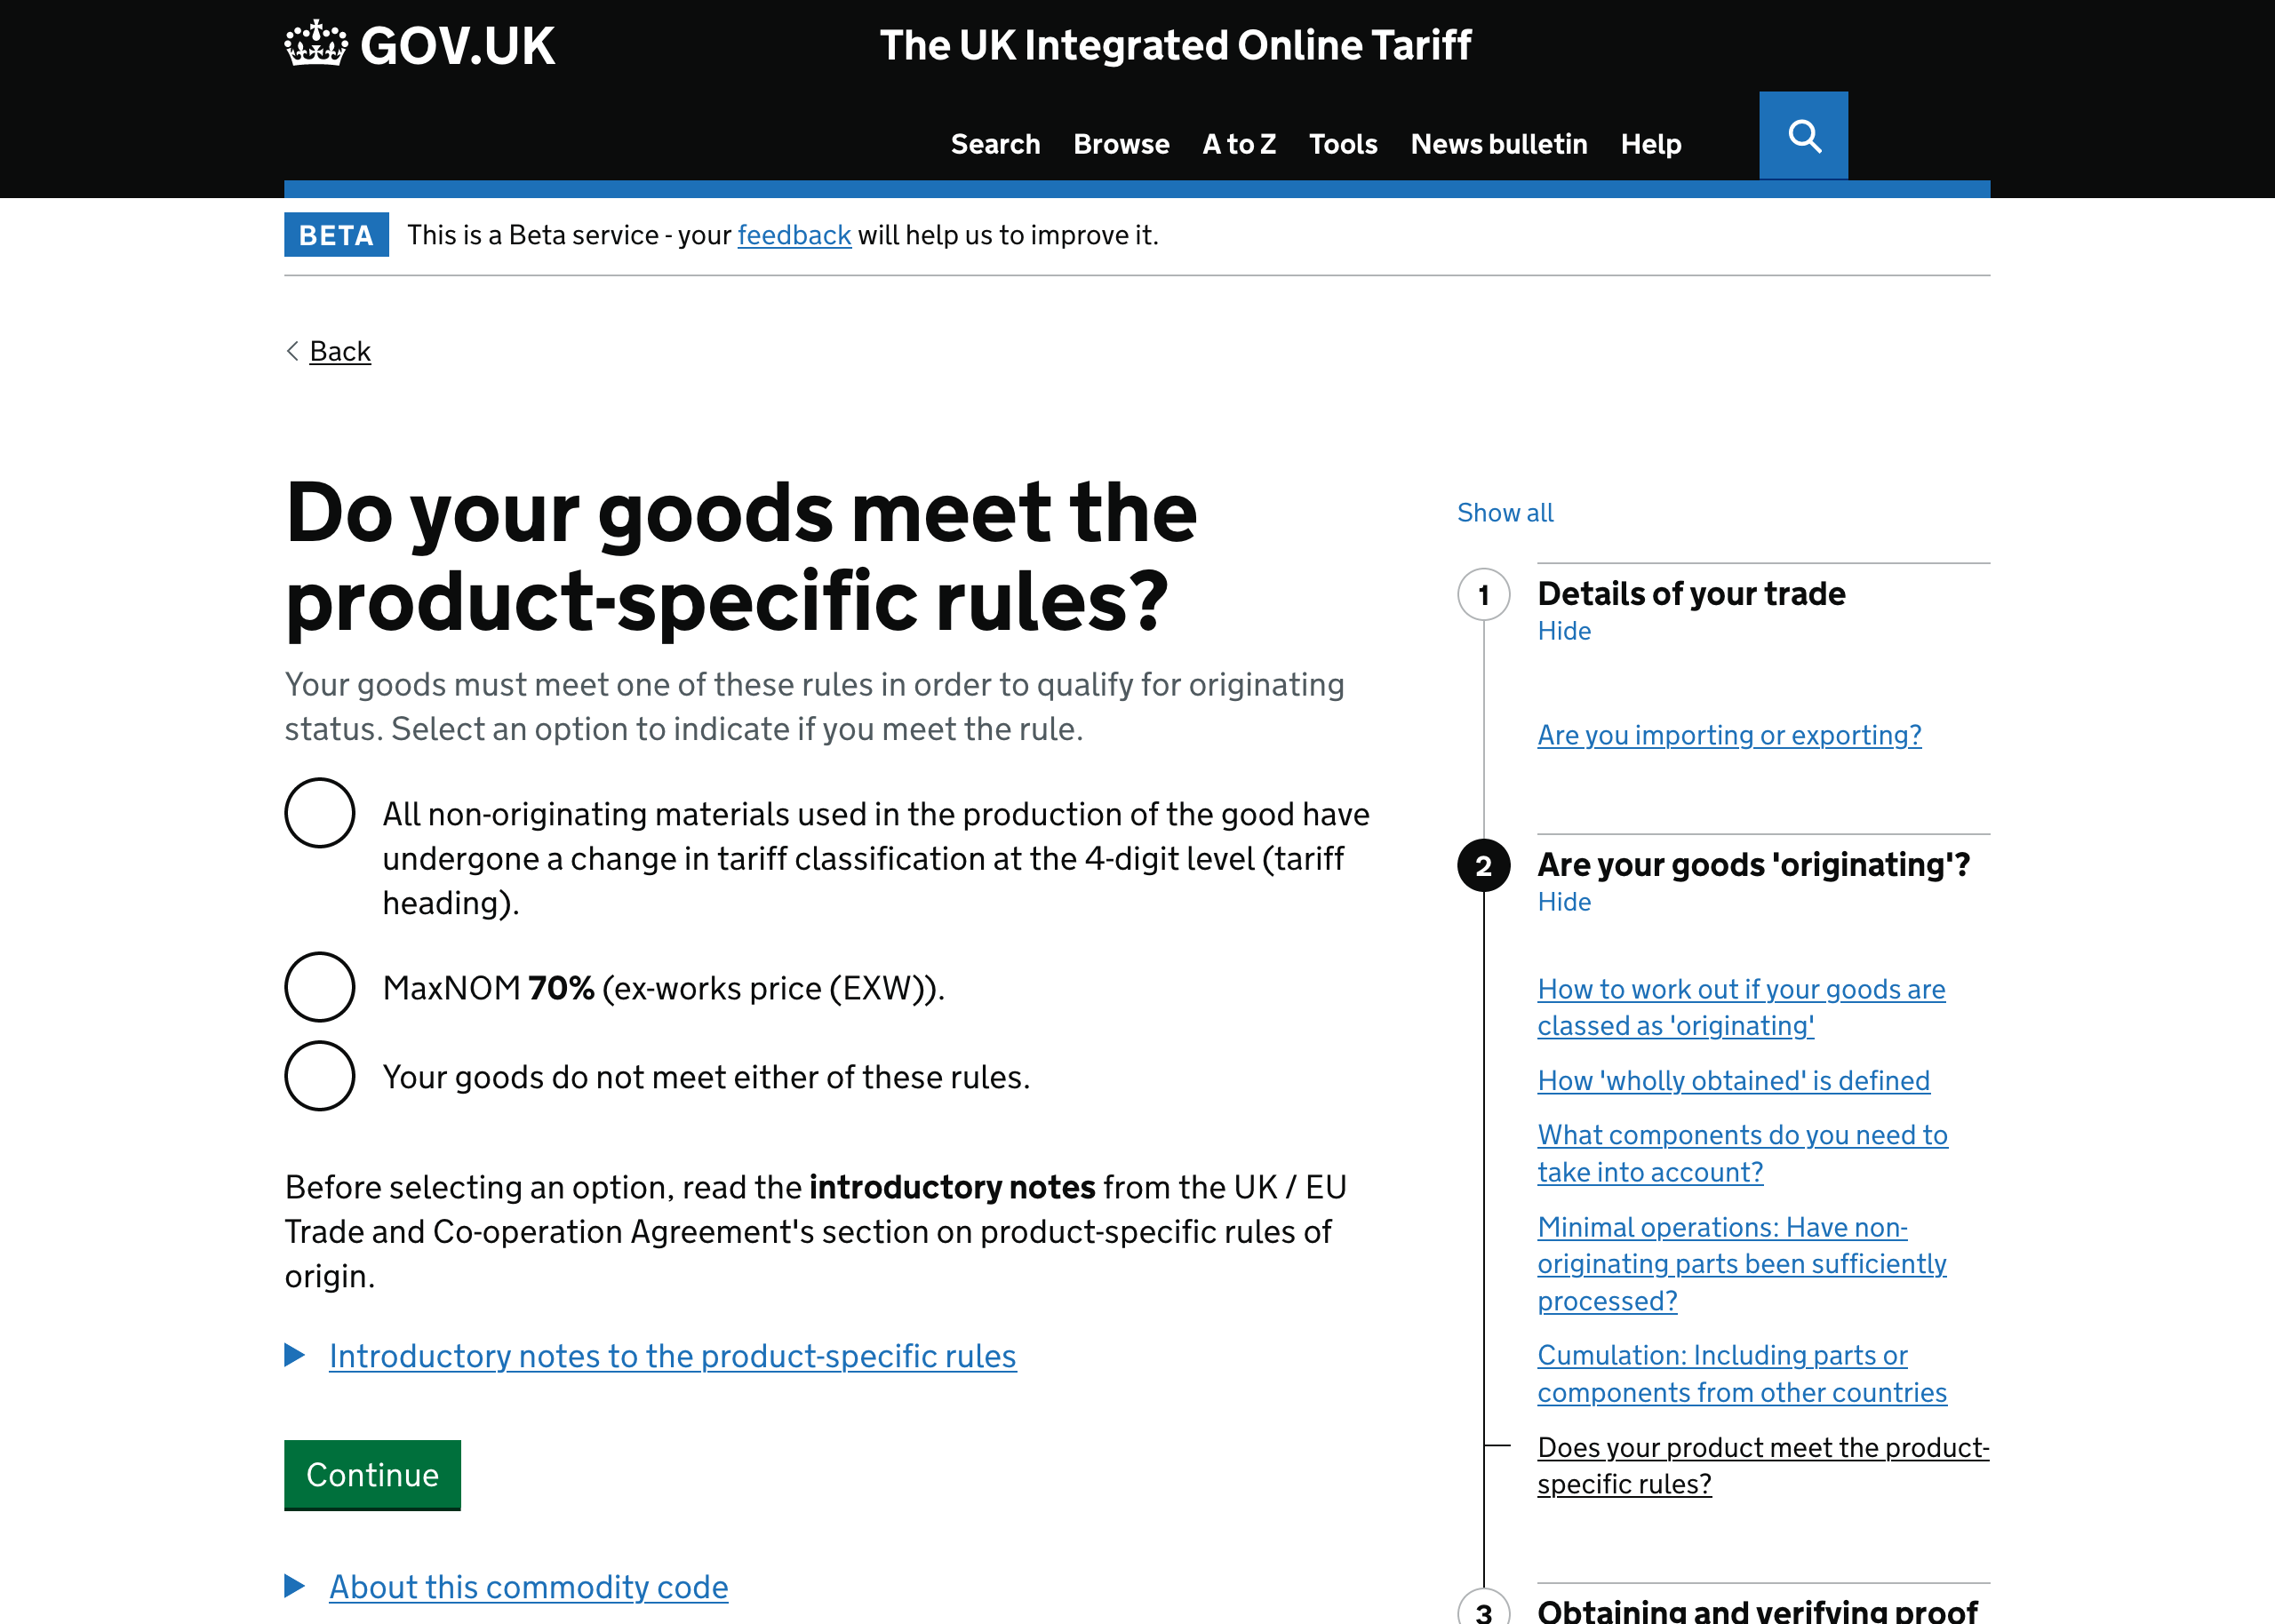 GOV.UK
The UK Integrated Online Tariff
Search Browse A to Z Tools News bulletin Help
BETA This is a Beta service - your feedback will help us to improve it.
Back
Do your goods meet the
product-specific rules?
Your goods must meet one of these rules in order to qualify for originating
status. Select an option to indicate if you meet the rule.
All non-originating materials used in the production of the good have
undergone a change in tariff classification at the 4-digit level (tariff
heading).
MaxNOM 70% (ex-works price (EXW)).
Your goods do not meet either of these rules.
Before selecting an option, read the introductory notes from the UK / EU
Trade and Co-operation Agreement's section on product-specific rules of
origin.
Introductory notes to the product-specific rules
Continue
About this commodity code
Show all
1 Details of your trade
Hide
Are you importing or exporting?
2 Are your goods 'originating'?
Hide
How to work out if your goods are
classed as 'originating'
How 'wholly obtained' is defined
What components do you need to
take into account?
Minimal operations: Have non-
originating parts been sufficiently
processed?
Cumulation: Including parts or
components from other countries
Does your product meet the product-
specific rules?
3 Obtaining and verifying proof